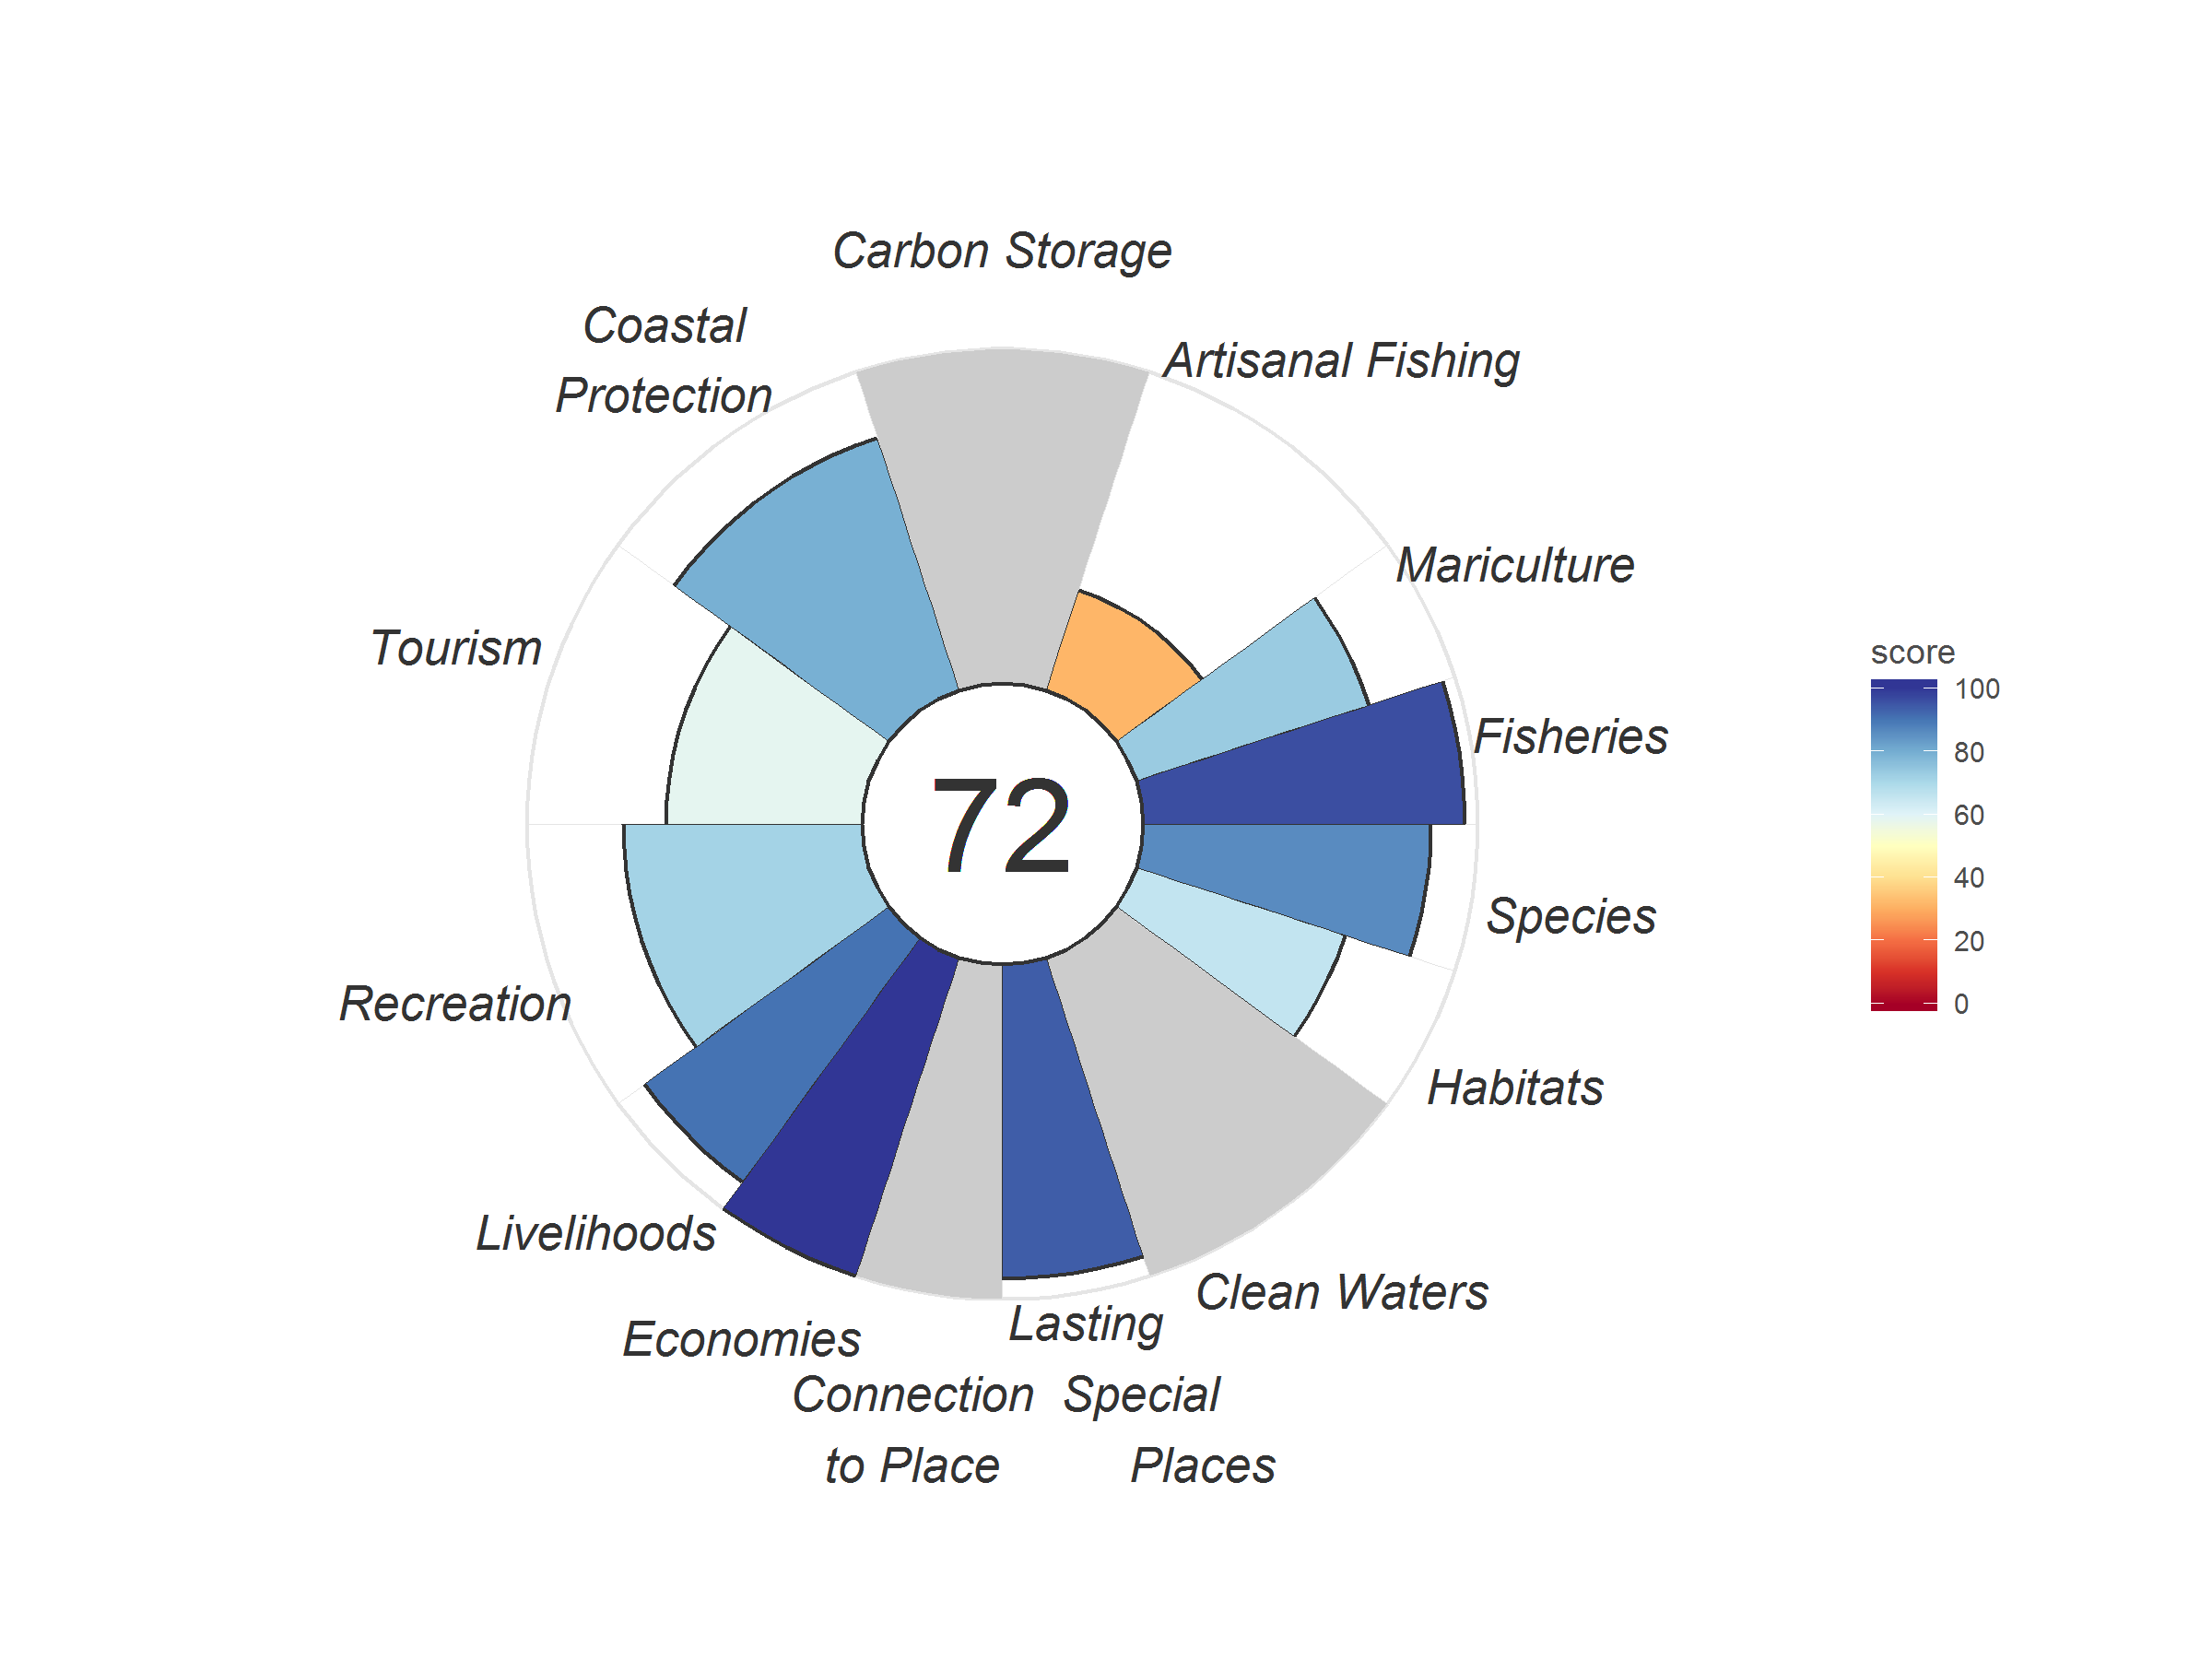 Carbon Storage
Coastal
Protection
Artisanal Fishing
Mariculture
Tourism
Fisheries
score
100
80
60
40
20
0
72
Species
Recreation
Habitats
Livelihoods
Clean Waters
Economies
Lasting
Special
Places
Connection
to Place